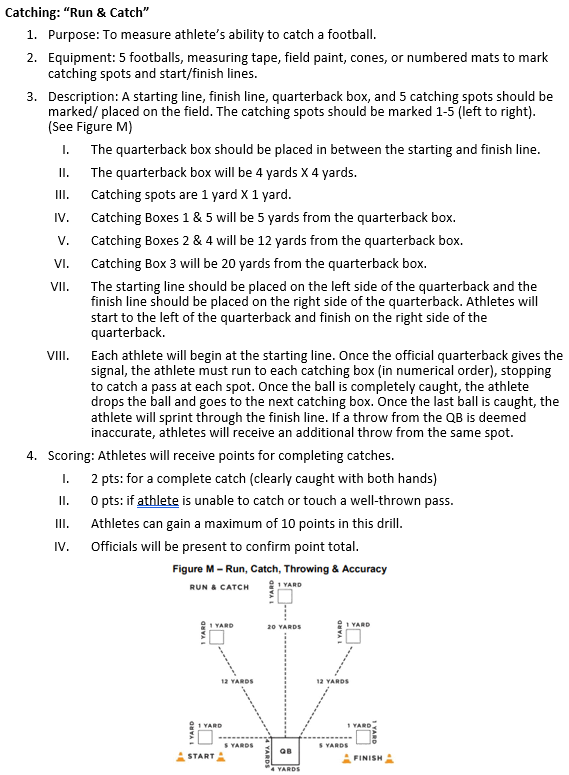 Catching: “Run & Catch”
1. Purpose: To measure athlete’s ability to catch a football.
2. Equipment: 5 footballs, measuring tape, field paint, cones, or numbered mats to mark
catching spots and start/finish lines.
3. Description: A starting line, finish line, quarterback box, and 5 catching spots should be
marked/ placed on the field. The catching spots should be marked 1-5 (left to right).
(See Figure M)
I. The quarterback box should be placed in between the starting and finish line.
II. The quarterback box will be 4 yards X 4 yards.
III. Catching spots are 1 yard X 1 yard.
IV. Catching Boxes 1 & 5 will be 5 yards from the quarterback box.
V. Catching Boxes 2 & 4 will be 12 yards from the quarterback box.
VI. Catching Box 3 will be 20 yards from the quarterback box.
VII. The starting line should be placed on the left side of the quarterback and the
finish line should be placed on the right side of the quarterback. Athletes will
start to the left of the quarterback and finish on the right side of the
quarterback.
VIII. Each athlete will begin at the starting line. Once the official quarterback gives the
signal, the athlete must run to each catching box (in numerical order), stopping
to catch a pass at each spot. Once the ball is completely caught, the athlete
drops the ball and goes to the next catching box. Once the last ball is caught, the
athlete will sprint through the finish line. If a throw from the QB is deemed
inaccurate, athletes will receive an additional throw from the same spot.
4. Scoring: Athletes will receive points for completing catches.
I. 2 pts: for a complete catch (clearly caught with both hands)
II. 0 pts: if athlete is unable to catch or touch a well-thrown pass.
III. Athletes can gain a maximum of 10 points in this drill.
IV. Officials will be present to confirm point total.
Figure M – Run, Catch, Throwing & Accuracy
RUN & CATCH
1 YARD
1 YARD
20 YARDS
1 YARD
1 YARD
1 YARD
1 YARD
12 YARDS
12 YARDS
1 YARD
1 YARD
1 YARD
1 YARD
5 YARDS
4 YARDS
QB
5 YARDS
START
FINISH
4 YARDS